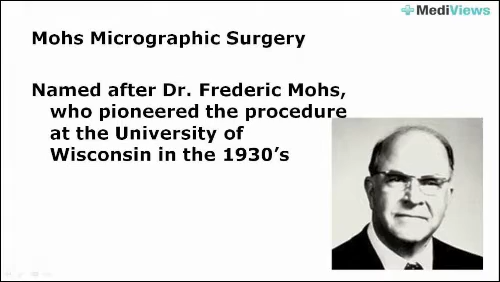 MediViews
Mohs Micrographic Surgery
Named after Dr. Frederic Mohs,
who pioneered the procedure
at the University of
Wisconsin in the 1930’s